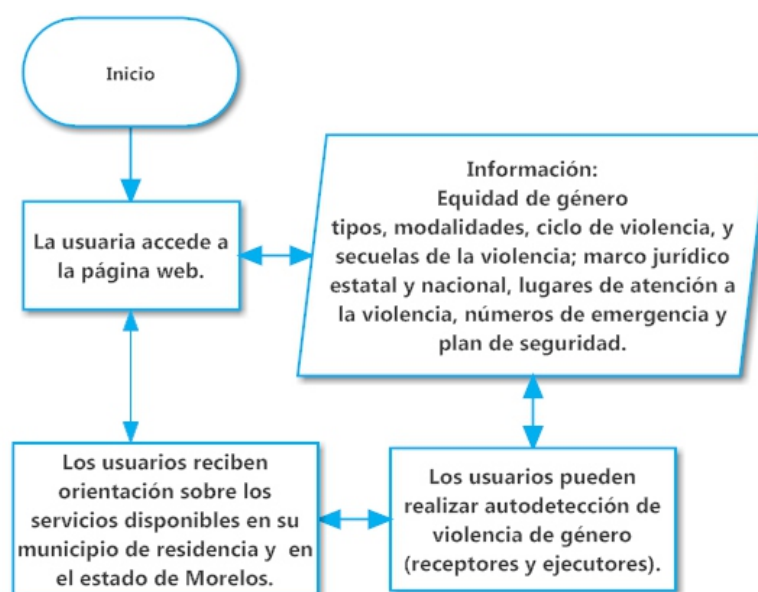 Inicio
La usuaria accede a
la página web.
Información:
Equidad de género
tipos, modalidades, ciclo de violencia, y
secuelas de la violencia; marco jurídico
estatal y nacional, lugares de atención a
la violencia, números de emergencia y
plan de seguridad.
Los usuarios reciben
orientación sobre los
servicios disponibles en su
municipio de residencia y en
el estado de Morelos.
Los usuarios pueden
realizar autodetección de
violencia de género
(receptores y ejecutores).